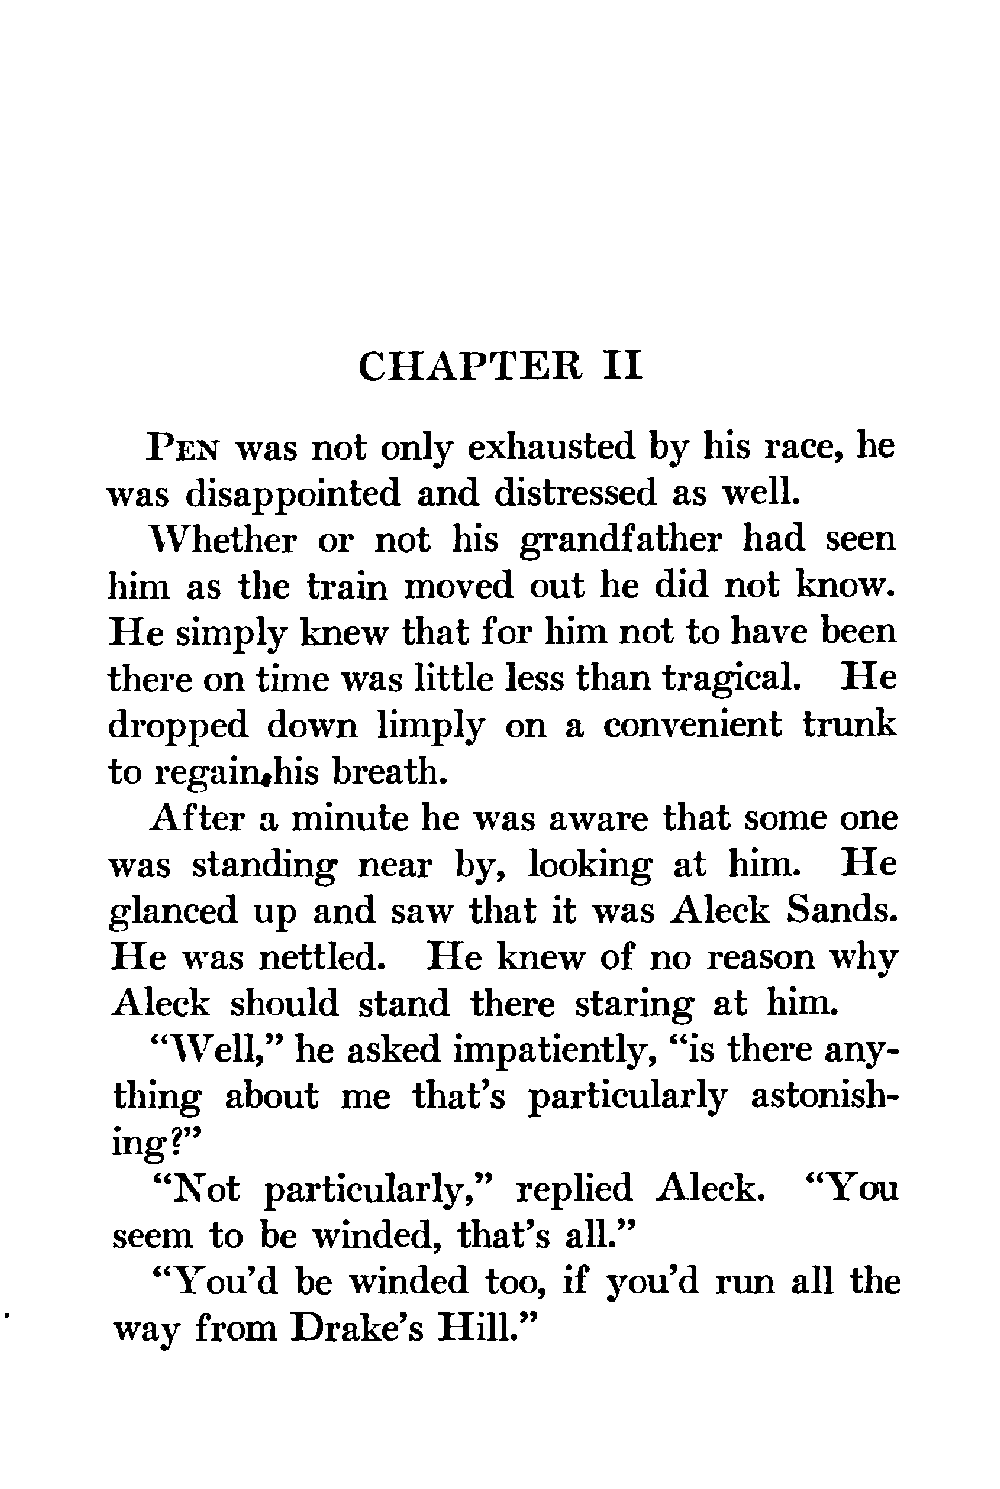 CHAPTER II
PEN was not only exhausted by his race, he
was disappointed and distressed as well.
Whether or not his grandfather had seen
him as the train moved out he did not know.
He simply knew that for him not to have been
there on time was little less than tragical. He
dropped down limply on a convenient trunk
to regain his breath.
After a minute he was aware that some one
was standing near by, looking at him. He
glanced up and saw that it was Aleck Sands.
He was nettled. He knew of no reason why
Aleck should stand there staring at him.
“Well,” he asked impatiently, “is there any-
thing about me that’s particularly astonish-
ing?”
“Not particularly,” replied Aleck. “You
seem to be winded, that’s all.”
“You’d be winded too, if you’d run all the
way from Drake’s Hill.”